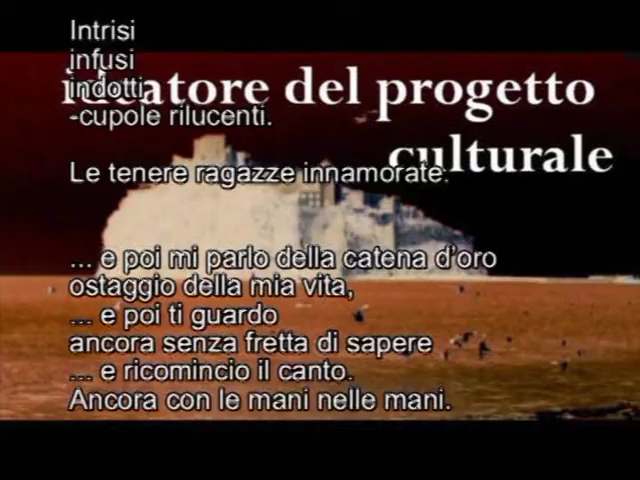 Intrisi
infusi
indotti
-cupole rilucenti.
ideatore del progetto
culturale
Le tenere ragazze innamorate:
... e poi mi parlo della catena d'oro
ostaggio della mia vita,
... e poi ti guardo
ancora senza fretta di sapere
... e ricomincio il canto.
Ancora con le mani nelle mani.